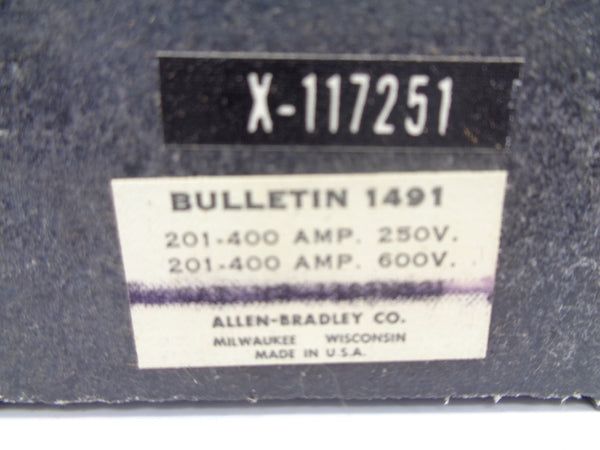 X-117251
BULLETIN 1491
201-400 AMP. 250V.
201-400 AMP. 600V.
ALLEN-BRADLEY CO.
MILWAUKEE WISCONSIN
MADE IN U.S.A.